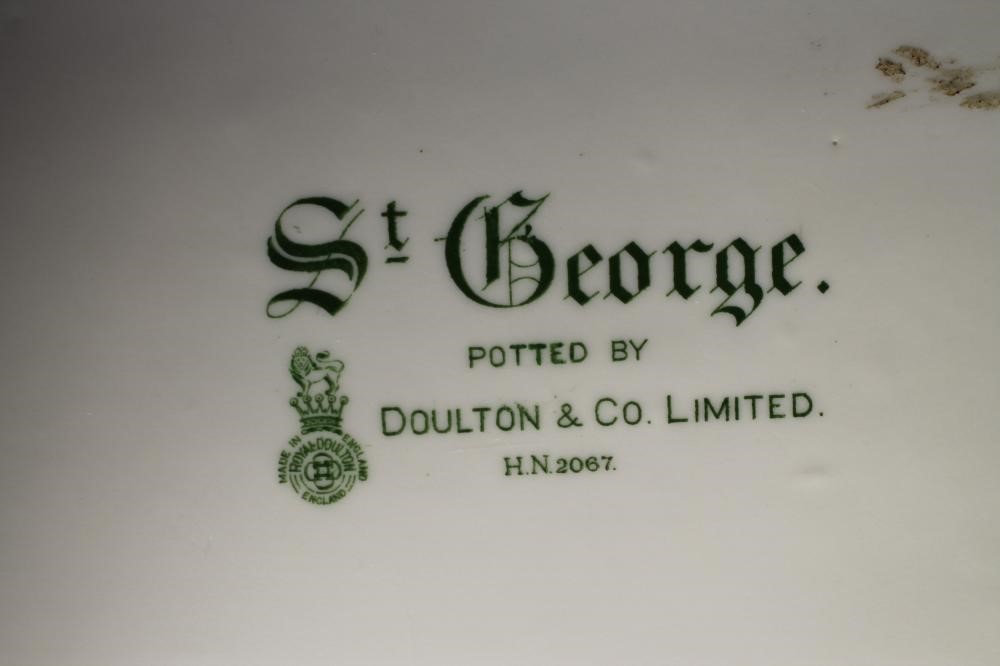 St George.
POTTED BY
DOULTON & CO. LIMITED.
H.N.2067.
MADE IN ENGLAND
ROYAL DOULTON
ENGLAND